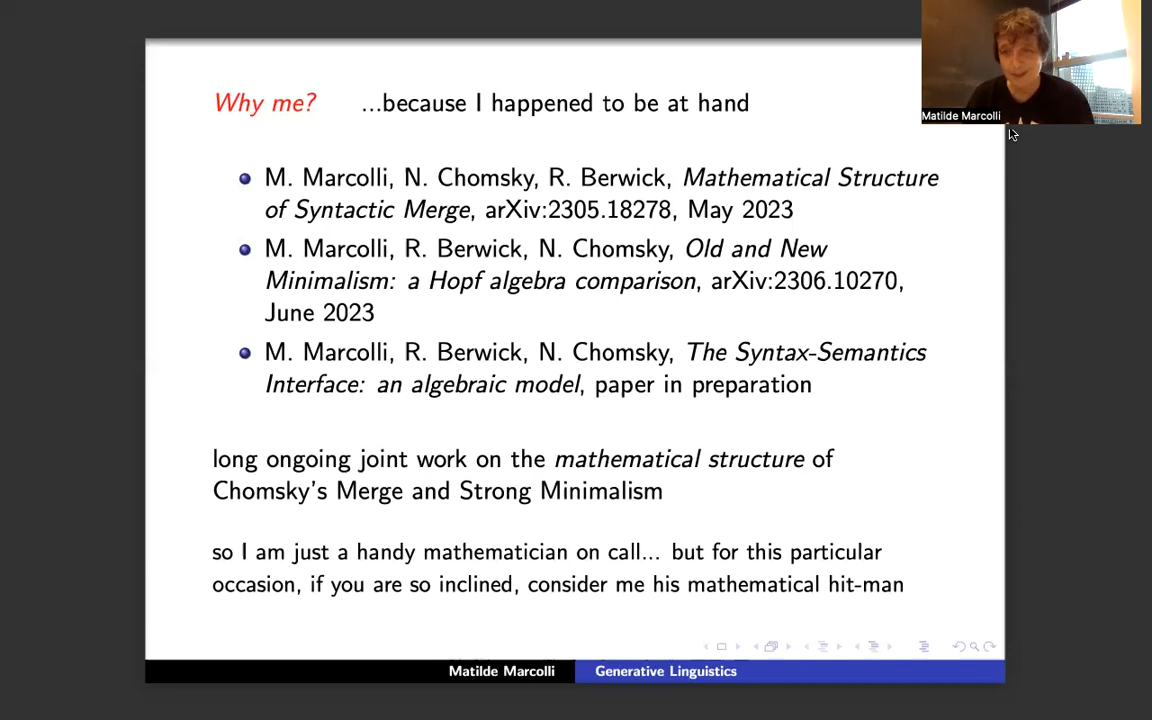 Why me? ...because I happened to be at hand
Matilde Marcolli
M. Marcolli, N. Chomsky, R. Berwick, Mathematical Structure
of Syntactic Merge, arXiv:2305.18278, May 2023
M. Marcolli, R. Berwick, N. Chomsky, Old and New
Minimalism: a Hopf algebra comparison, arXiv:2306.10270,
June 2023
M. Marcolli, R. Berwick, N. Chomsky, The Syntax-Semantics
Interface: an algebraic model, paper in preparation
long ongoing joint work on the mathematical structure of
Chomsky's Merge and Strong Minimalism
so I am just a handy mathematician on call... but for this particular
occasion, if you are so inclined, consider me his mathematical hit-man
Matilde Marcolli
Generative Linguistics